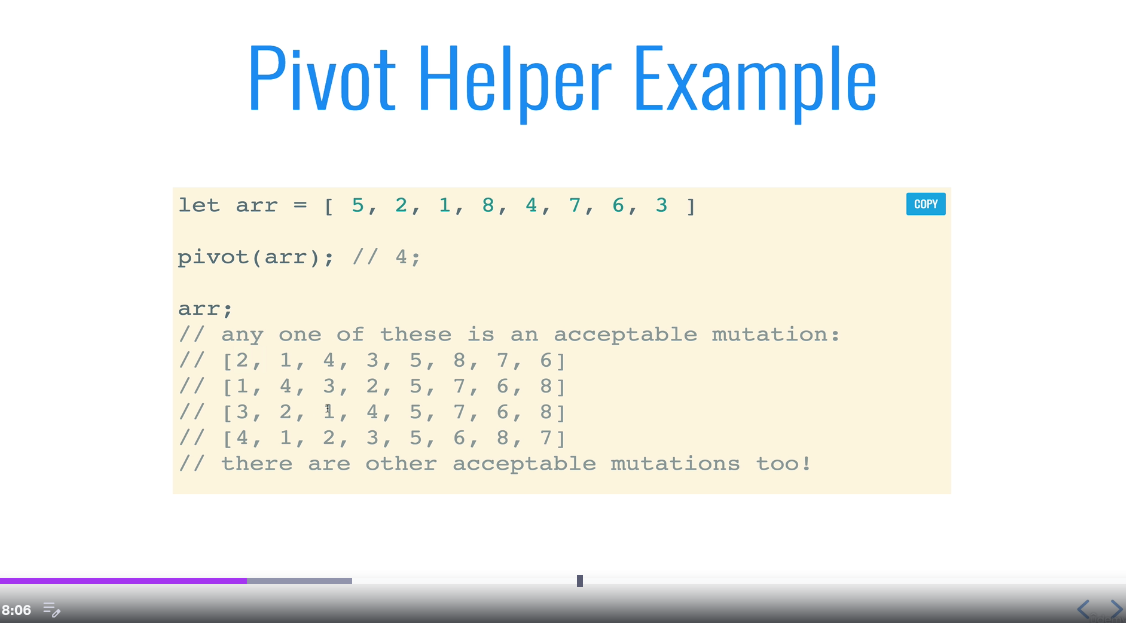 Pivot Helper Example
let arr = [ 5, 2, 1, 8, 4, 7, 6, 3 ]
COPY
pivot(arr); // 4;
arr;
// any one of these is an acceptable mutation:
// [2, 1, 4, 3, 5, 8, 7, 6]
// [1, 4, 3, 2, 5, 7, 6, 8]
// [3, 2, 1, 4, 5, 7, 6, 8]
// [4, 1, 2, 3, 5, 6, 8, 7]
// there are other acceptable mutations too!
8:06